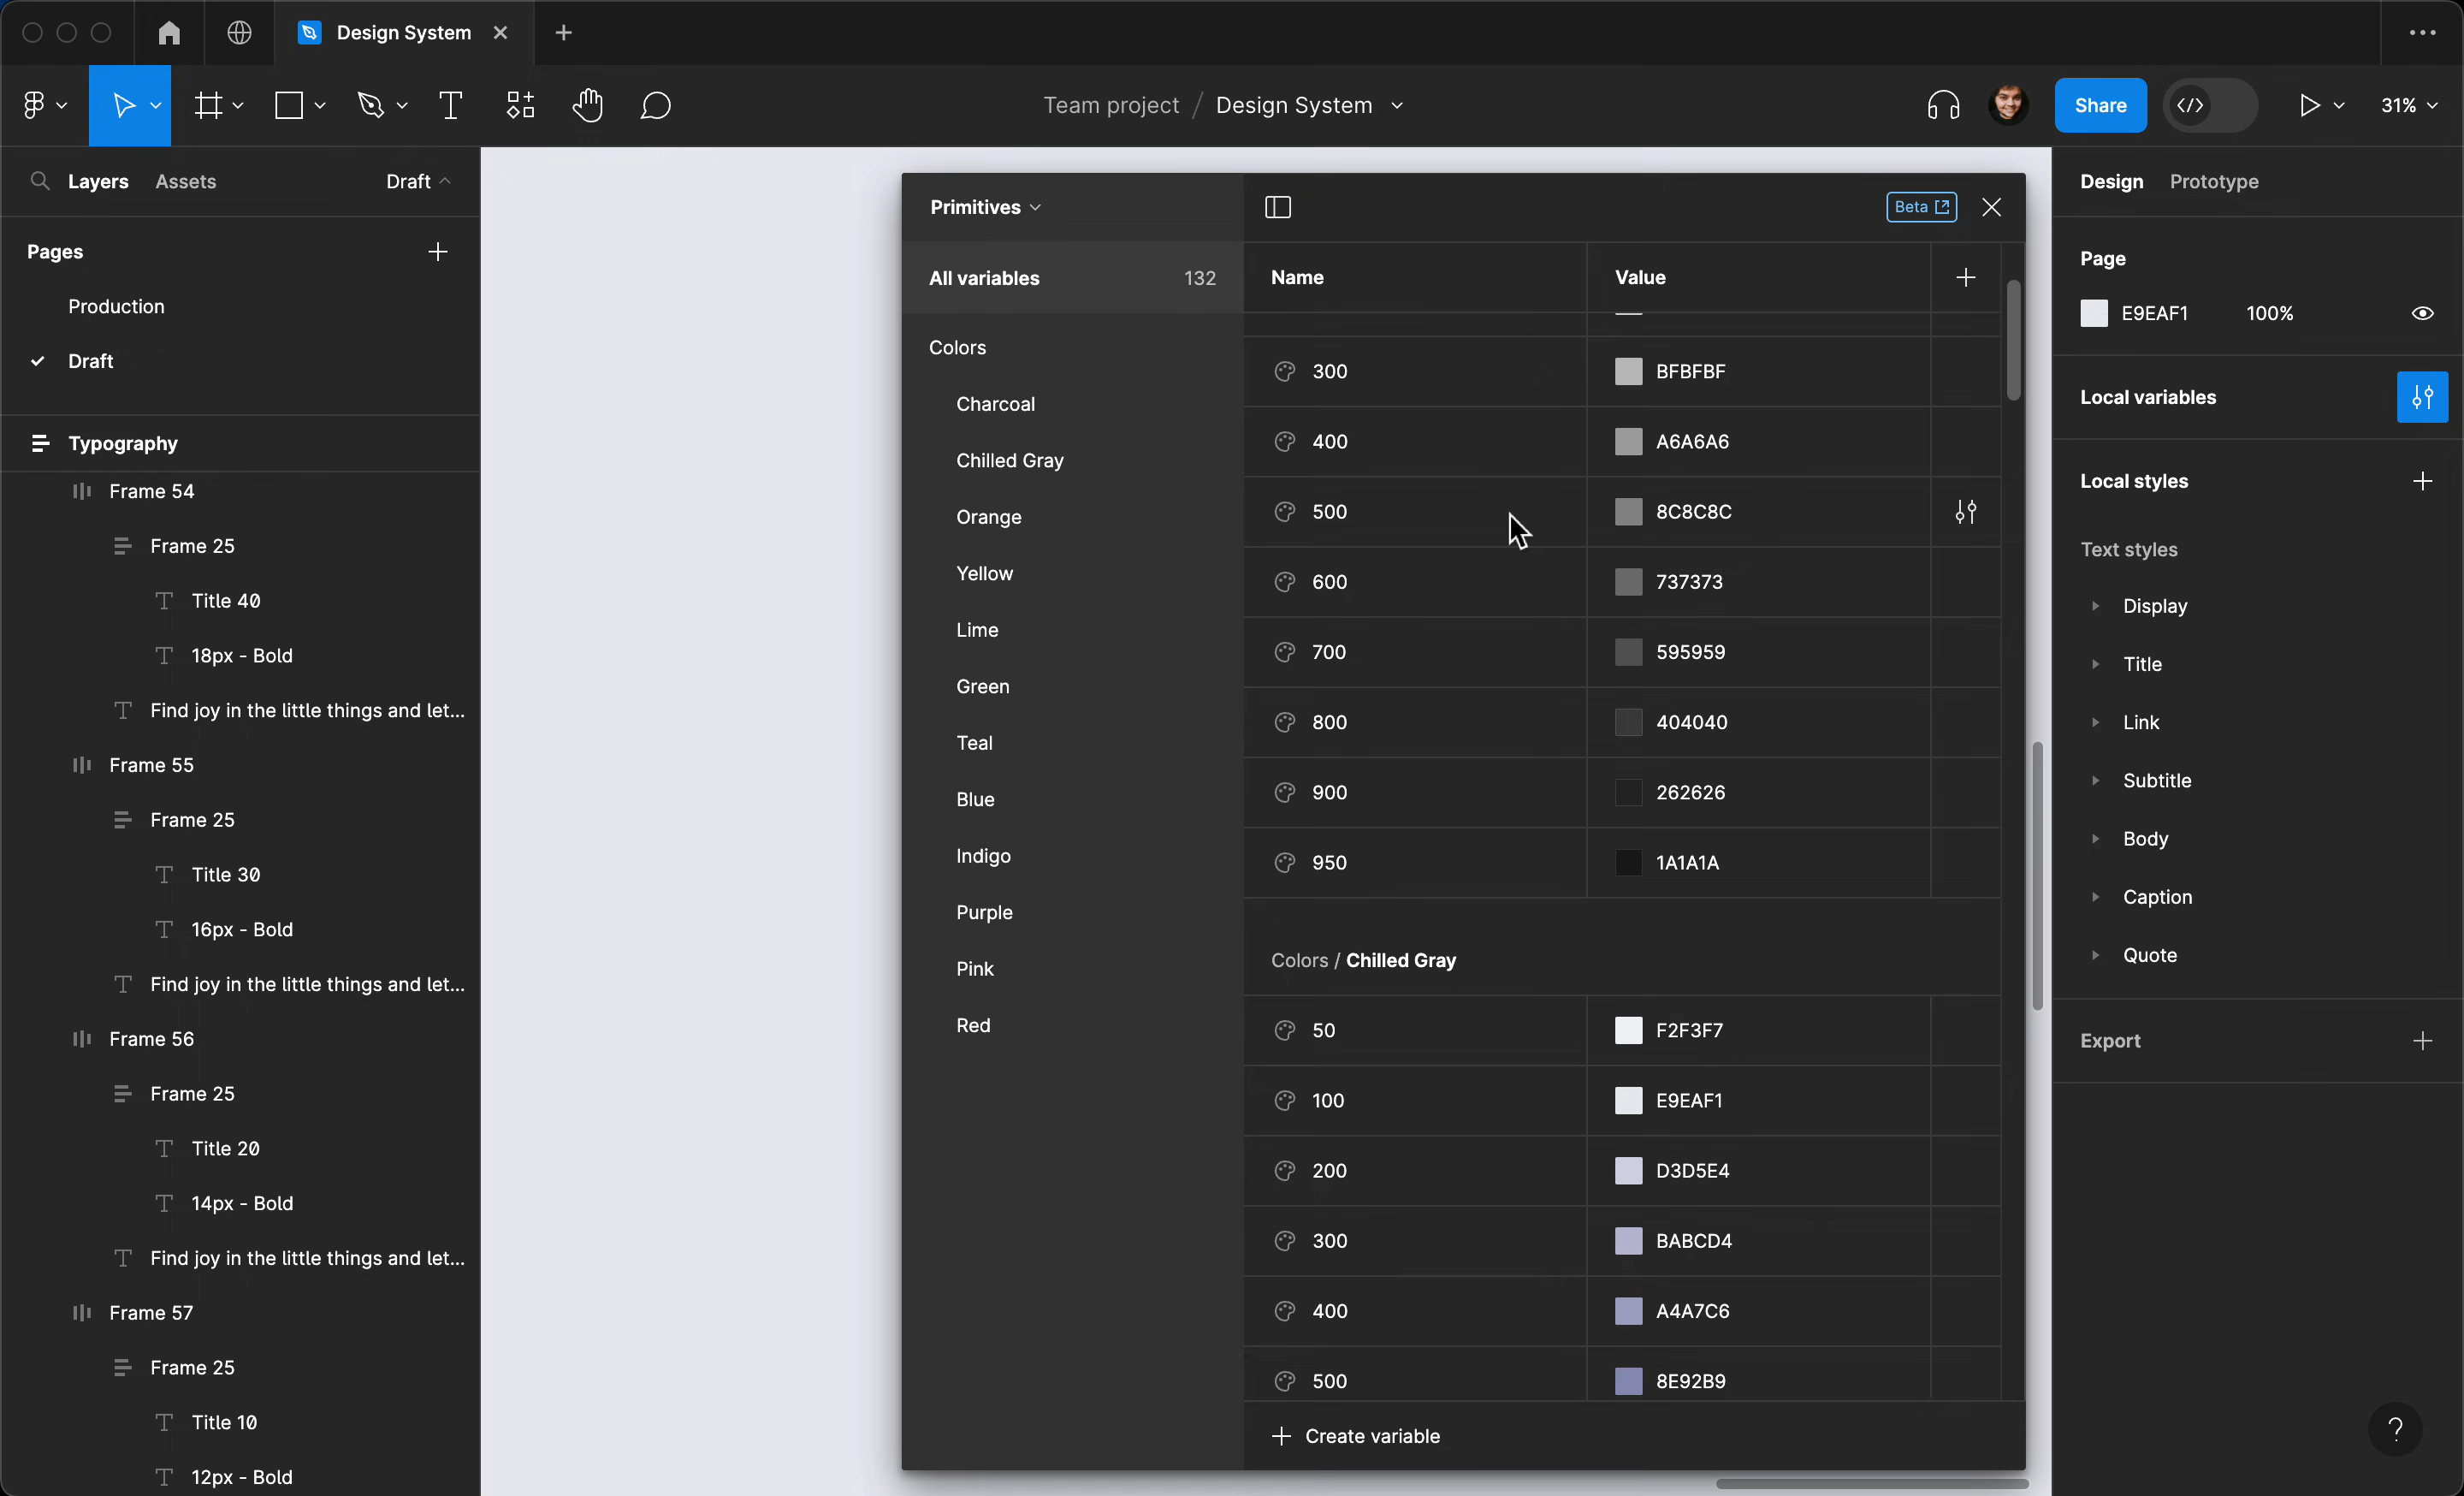 Design System
Team project / Design System
Share
31%
Layers
Assets
Draft
Pages
Production
Draft
Typography
Frame 54
Frame 25
Title 40
18px - Bold
Find joy in the little things and let...
Frame 55
Frame 25
Title 30
16px - Bold
Find joy in the little things and let...
Frame 56
Frame 25
Title 20
14px - Bold
Find joy in the little things and let...
Frame 57
Frame 25
Title 10
12px - Bold
Primitives
All variables 132
Colors
Charcoal
Chilled Gray
Orange
Yellow
Lime
Green
Teal
Blue
Indigo
Purple
Pink
Red
Beta
Name Value
300 BFBFBF
400 A6A6A6
500 8C8C8C
600 737373
700 595959
800 404040
900 262626
950 1A1A1A
Colors / Chilled Gray
50 F2F3F7
100 E9EAF1
200 D3D5E4
300 BABCD4
400 A4A7C6
500 8E92B9
Create variable
Design Prototype
Page
E9EAF1 100%
Local variables
Local styles
Text styles
Display
Title
Link
Subtitle
Body
Caption
Quote
Export
?